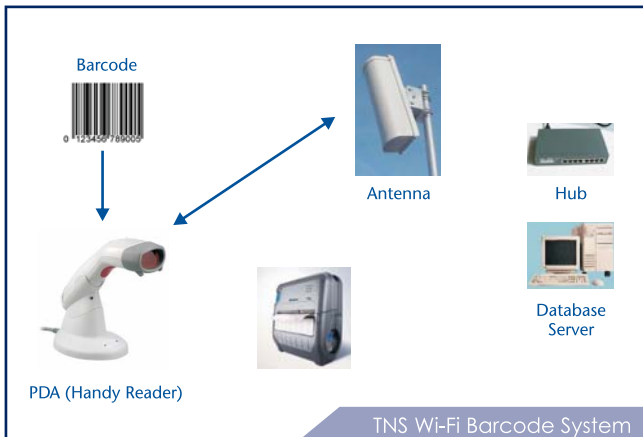 Barcode
0 123456 789005
Antenna
Hub
Database
Server
PDA (Handy Reader)
TNS Wi-Fi Barcode System